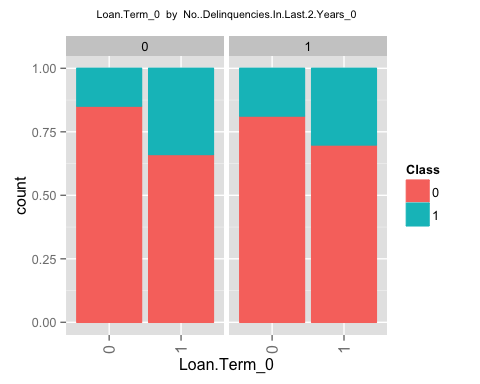 Loan.Term_0 by No..Delinquencies.In.Last.2.Years_0
0 1
1.00
0.75
0.50
0.25
0.00
count
0 1 0 1
Loan.Term_0
Class
0
1